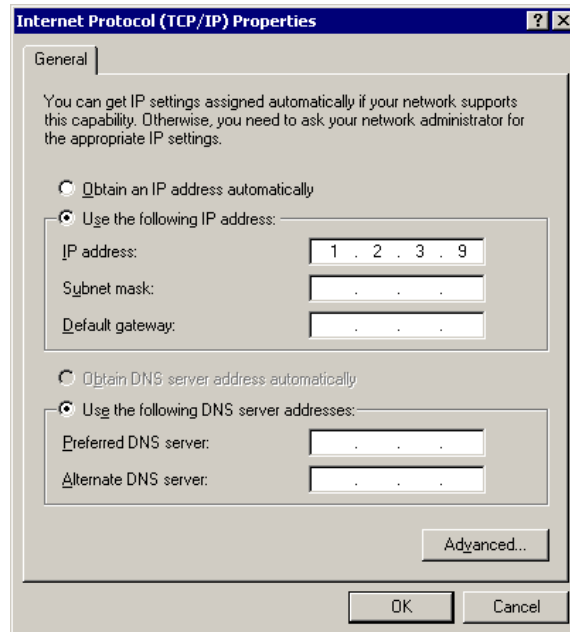 Internet Protocol (TCP/IP) Properties
General
You can get IP settings assigned automatically if your network supports
this capability. Otherwise, you need to ask your network administrator for
the appropriate IP settings.
Obtain an IP address automatically
Use the following IP address:
IP address: 1 . 2 . 3 . 9
Subnet mask: . . .
Default gateway: . . .
Obtain DNS server address automatically
Use the following DNS server addresses:
Preferred DNS server: . . .
Alternate DNS server: . . .
Advanced...
OK Cancel